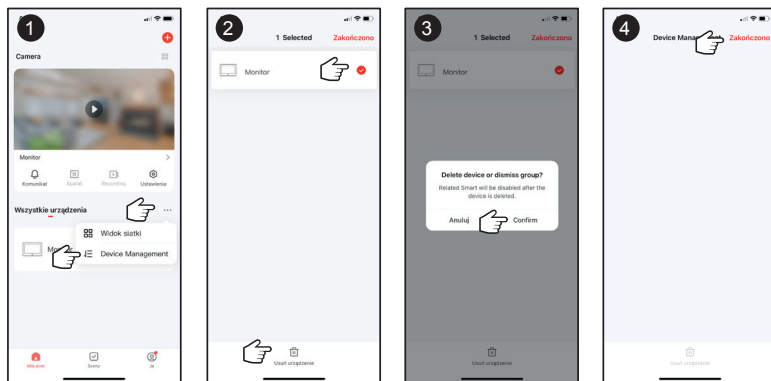 1
Camera
Monitor
Komunikat
Aparat
Recording
Ustawienia
Wszystkie urządzenia
Widok siatki
Device Management
Mój dom
Sceny
Ja
2
1 Selected
Zakończono
Monitor
Usuń urządzenie
3
1 Selected
Zakończono
Monitor
Delete device or dismiss group?
Related Smart will be disabled after the
device is deleted.
Anuluj
Confirm
Usuń urządzenie
4
Device
Zakończono
Usuń urządzenie